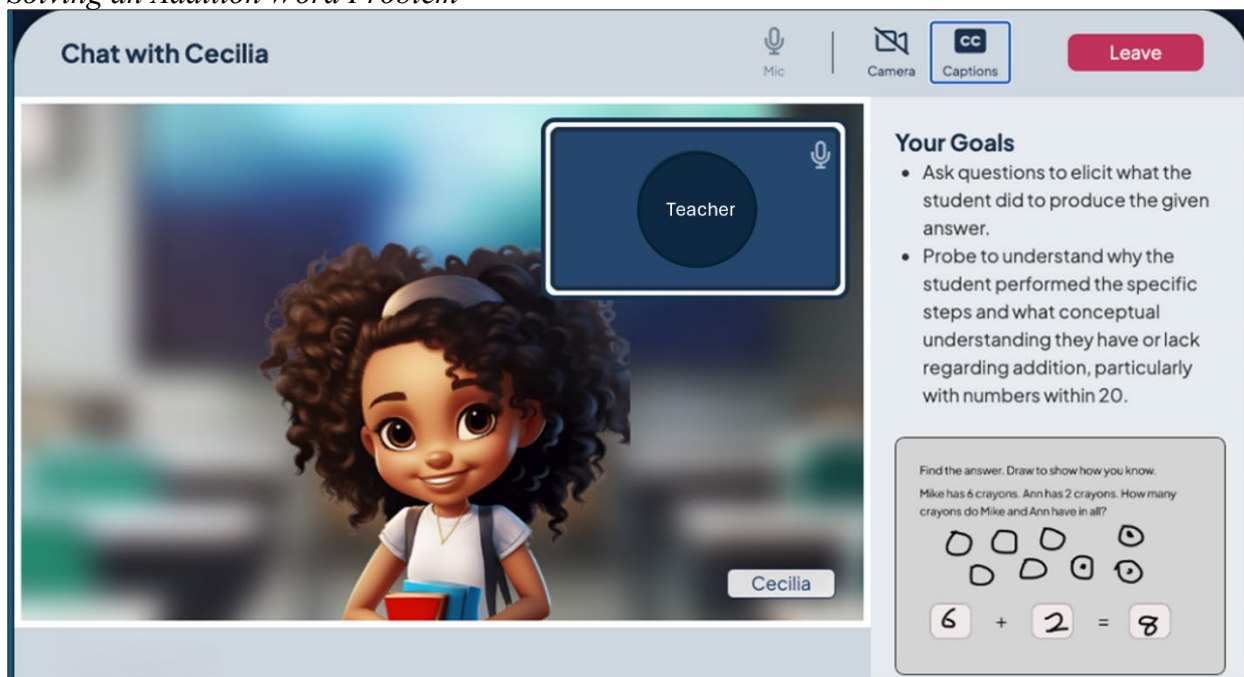 Solving an Addition Word Problem
Chat with Cecilia
Mic
Camera
CC
Captions
Leave
Teacher
Cecilia
Your Goals
• Ask questions to elicit what the
student did to produce the given
answer.
• Probe to understand why the
student performed the specific
steps and what conceptual
understanding they have or lack
regarding addition, particularly
with numbers within 20.
Find the answer. Draw to show how you know.
Mike has 6 crayons. Ann has 2 crayons. How many
crayons do Mike and Ann have in all?
6 + 2 = 8